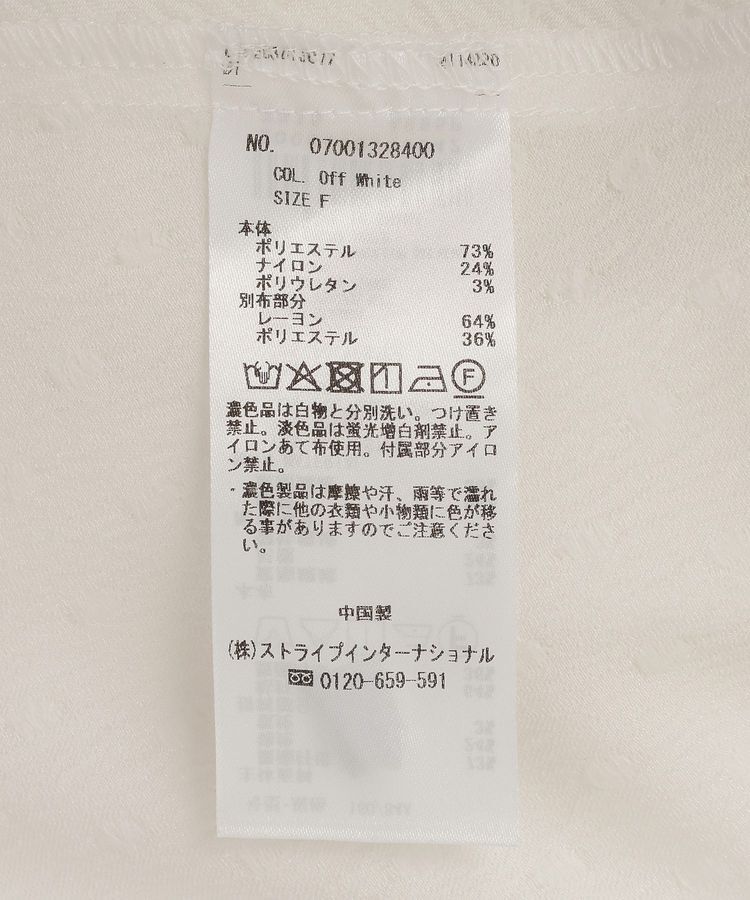 NO. 07001328400
COL. Off White
SIZE F
本体
ポリエステル 73%
ナイロン 24%
ポリウレタン 3%
別布部分
レーヨン 64%
ポリエステル 36%
F
濃色品は白物と分別洗い。つけ置き
禁止。淡色品は蛍光増白剤禁止。ア
イロンあて布使用。付属部分アイロ
ン禁止。
・濃色製品は摩擦や汗、雨等で濡れ
た際に他の衣類や小物類に色が移
る事がありますのでご注意くださ
い。
中国製
(株)ストライプインターナショナル
0120-659-591